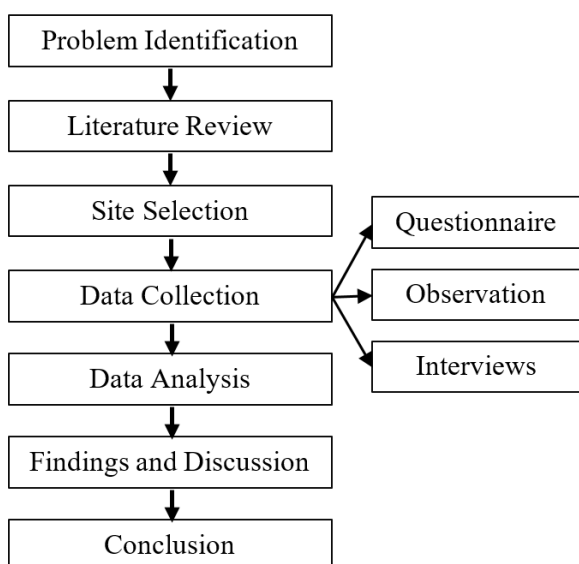 Problem Identification
Literature Review
Site Selection
Data Collection
Data Analysis
Findings and Discussion
Conclusion
Questionnaire
Observation
Interviews